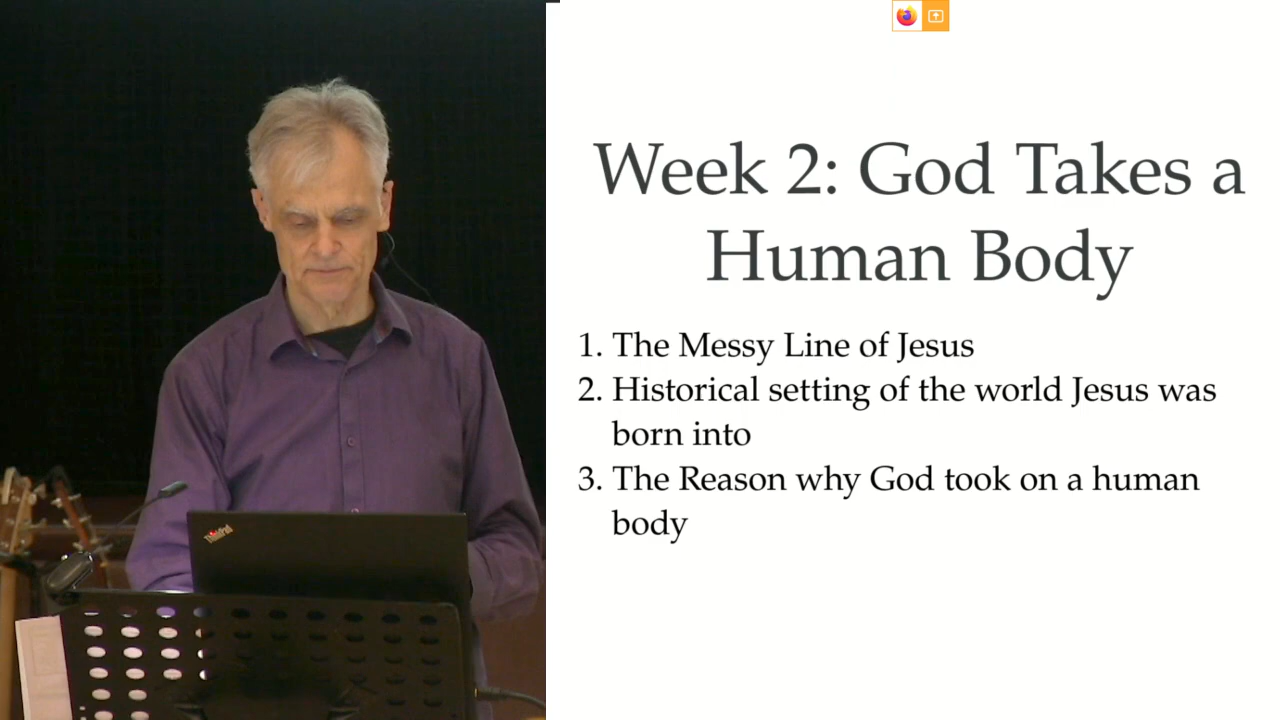 Week 2: God Takes a
Human Body
1. The Messy Line of Jesus
2. Historical setting of the world Jesus was
born into
3. The Reason why God took on a human
body
ThinkPad